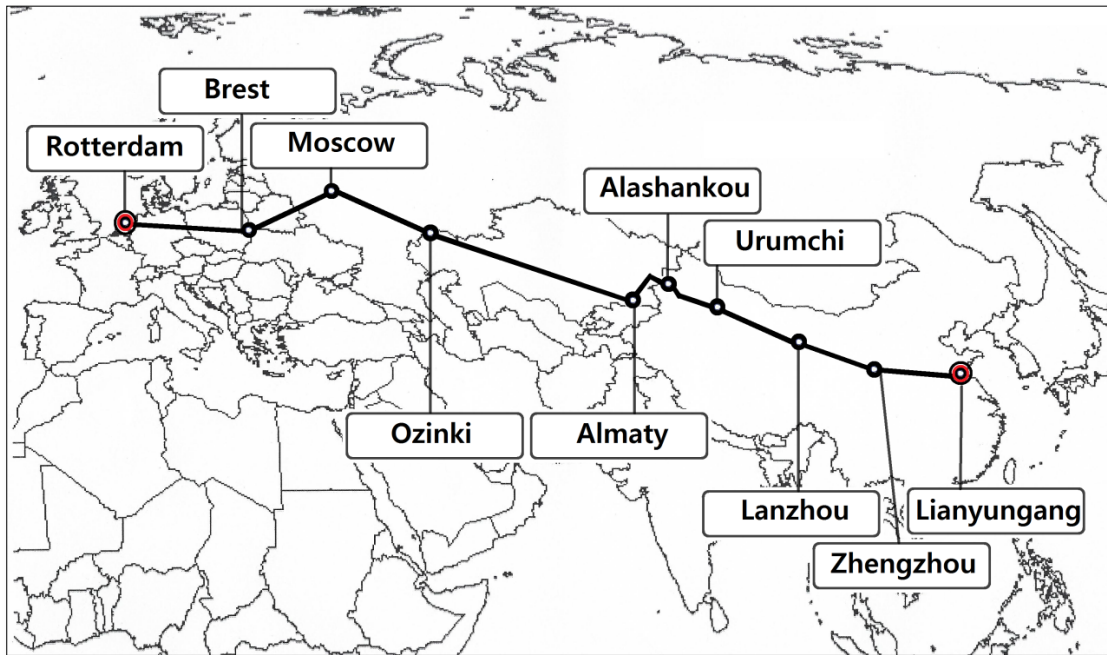 Brest
Rotterdam
Moscow
Alashankou
Urumchi
Ozinki
Almaty
Lanzhou
Lianyungang
Zhengzhou